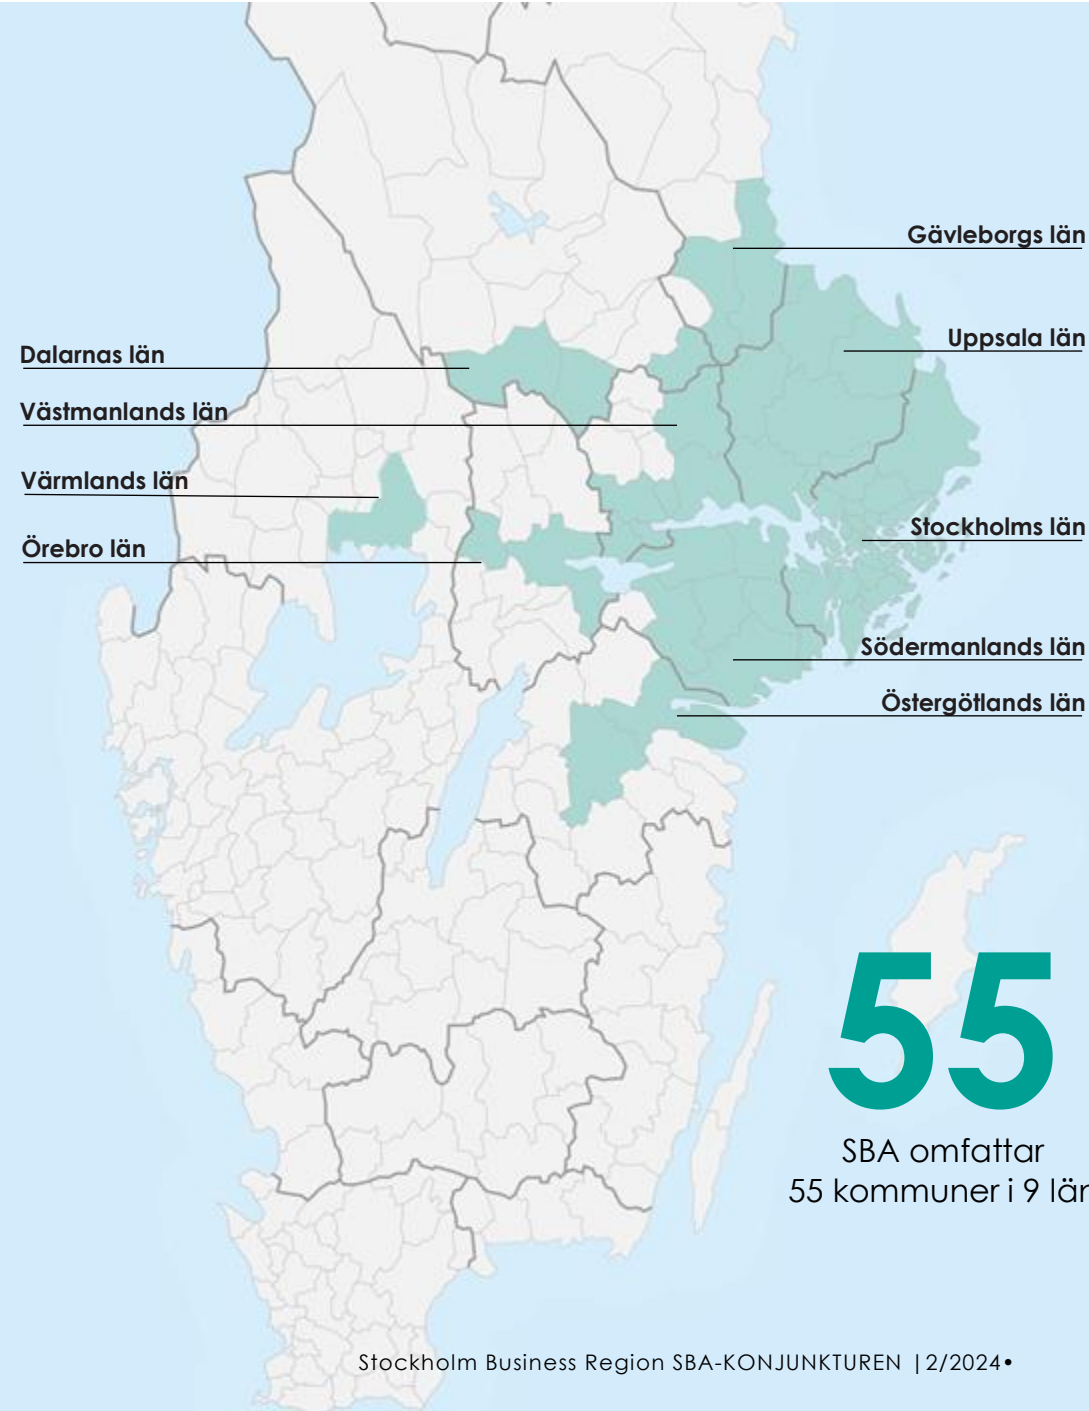 Gävleborgs län
Uppsala län
Dalarnas län
Västmanlands län
Värmlands län
Stockholms län
Örebro län
Södermanlands län
Östergötlands län
55
SBA omfattar
55 kommuner i 9 län
Stockholm Business Region SBA-KONJUNKTUREN |2/2024•